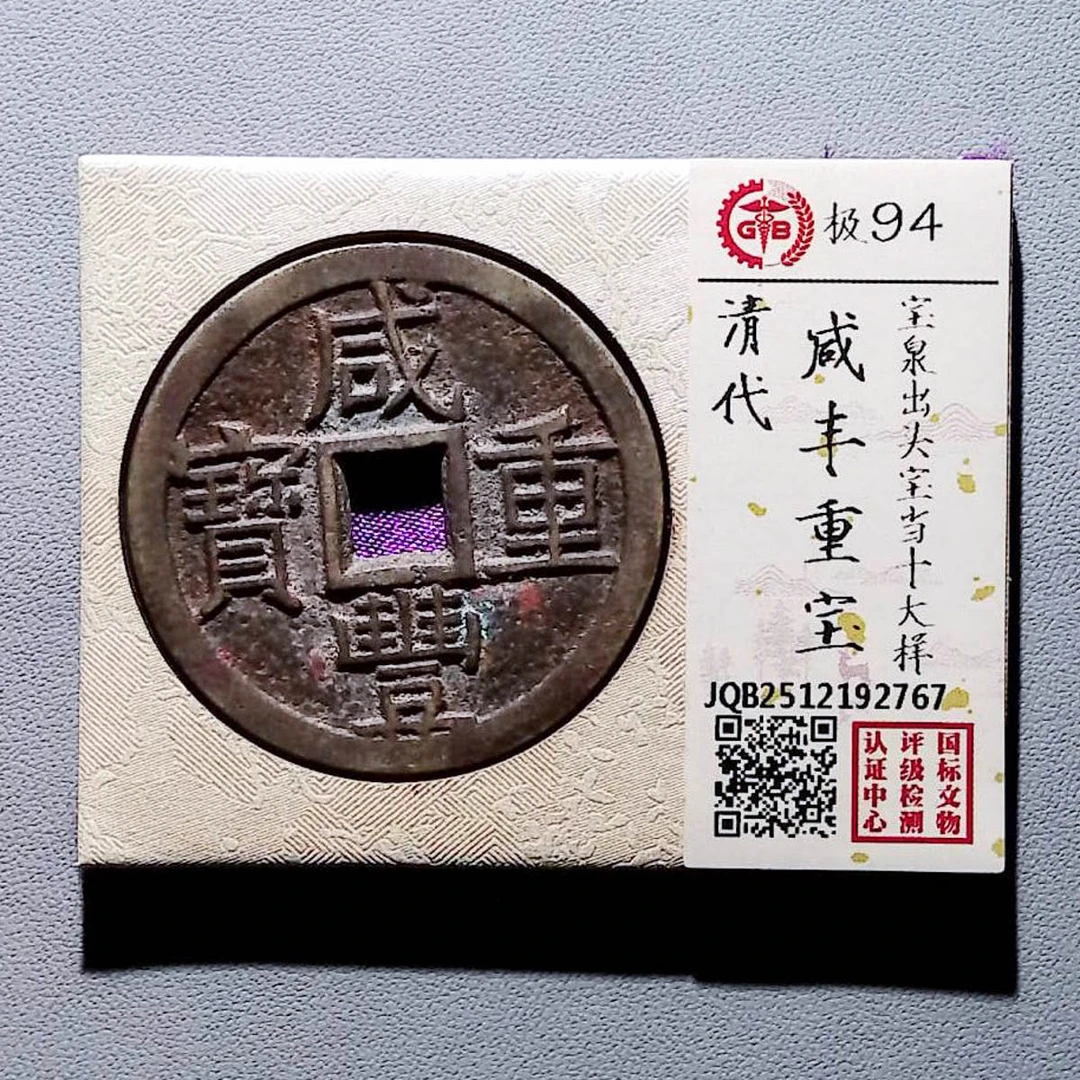 咸豐重寶
GB
极94
清代
咸丰重宝
宝泉出头宝当十大样
JQB2512192767
国标文物
评级检测
认证中心